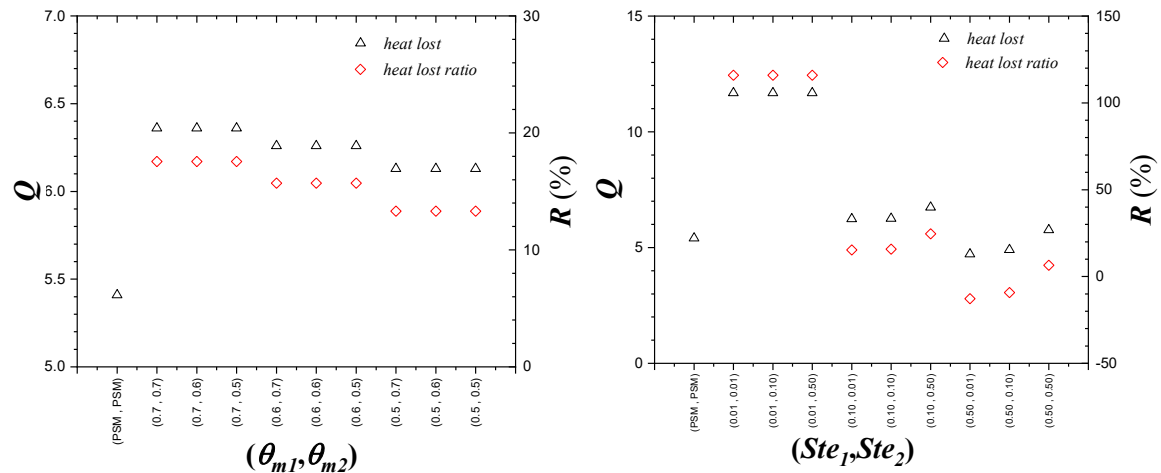 7.0
6.5
6.0
5.5
5.0
Q
30
20
10
0
R (%)
heat lost
heat lost ratio
(PSM , PSM)
(0.7 , 0.7)
(0.7 , 0.6)
(0.7 , 0.5)
(0.6 , 0.7)
(0.6 , 0.6)
(0.6 , 0.5)
(0.5 , 0.7)
(0.5 , 0.6)
(0.5 , 0.5)
(θm1,θm2)
15
10
5
0
Q
150
100
50
0
-50
R (%)
heat lost
heat lost ratio
(PSM , PSM)
(0.01 , 0.01)
(0.01 , 0.10)
(0.01 , 0.50)
(0.10 , 0.01)
(0.10 , 0.10)
(0.10 , 0.50)
(0.50 , 0.01)
(0.50 , 0.10)
(0.50 , 0.50)
(Ste1,Ste2)